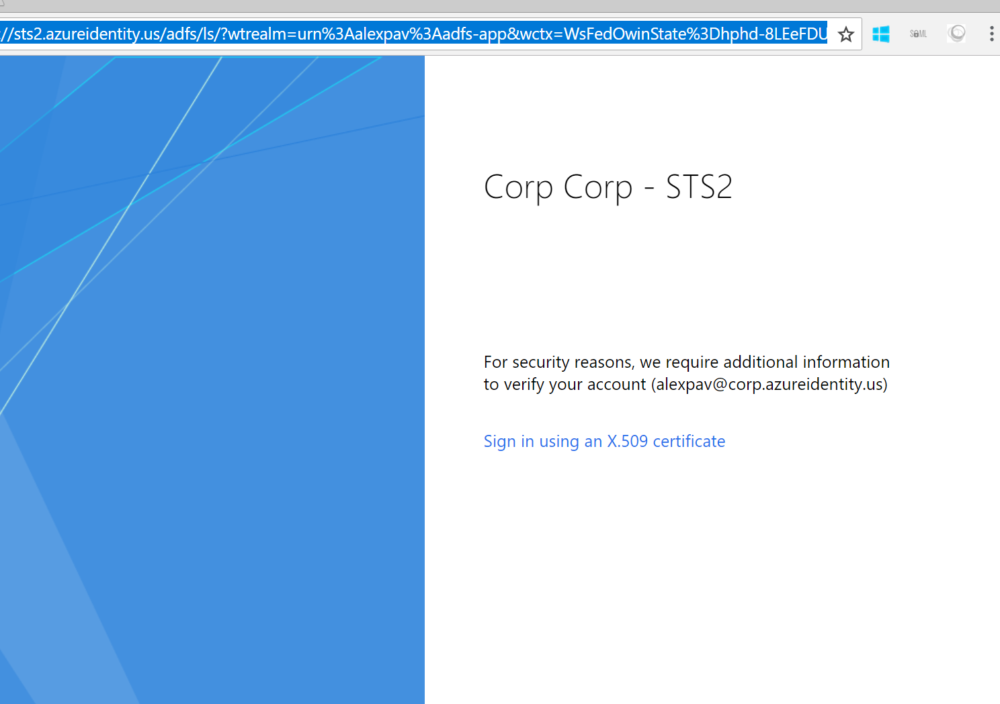 //sts2.azureidentity.us/adfs/ls/?wtrealm=urn%3Aalexpav%3Aadfs-app&wctx=WsFedOwinState%3Dhphd-8LEeFDU
SAML
Corp Corp - STS2
For security reasons, we require additional information
to verify your account (alexpav@corp.azureidentity.us)
Sign in using an X.509 certificate